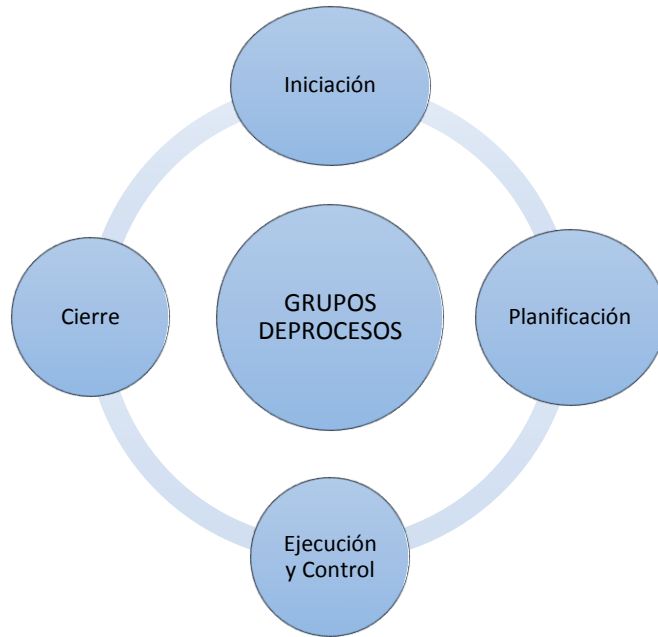 Iniciación
Cierre
GRUPOS
DEPROCESOS
Planificación
Ejecución
y Control